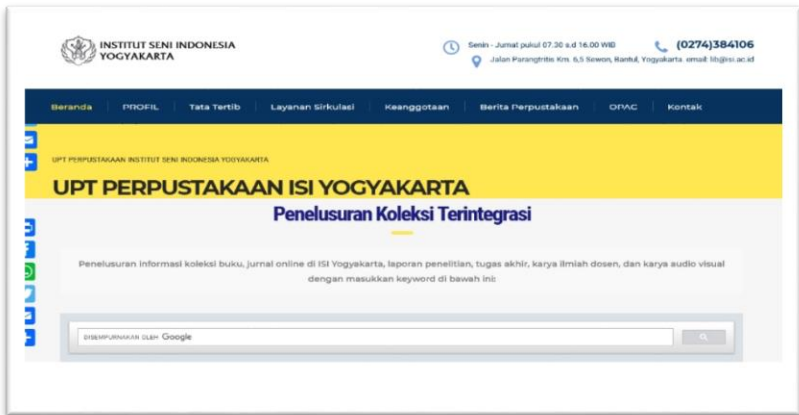 INSTITUT SENI INDONESIA
YOGYAKARTA
Senin - Jumat pukul 07.30 s.d 16.00 WIB
(0274)384106
Jalan Parangtritis Km. 6,5 Sewon, Bantul, Yogyakarta. email: lib@isi.ac.id
Beranda PROFIL Tata Tertib Layanan Sirkulasi Keanggotaan Berita Perpustakaan OPAC Kontak
UPT PERPUSTAKAAN INSTITUT SENI INDONESIA YOGYAKARTA
UPT PERPUSTAKAAN ISI YOGYAKARTA
Penelusuran Koleksi Terintegrasi
Penelusuran informasi koleksi buku, jurnal online di ISI Yogyakarta, laporan penelitian, tugas akhir, karya ilmiah dosen, dan karya audio visual
dengan masukkan keyword di bawah ini:
DISEMPURNAKAN OLEH Google